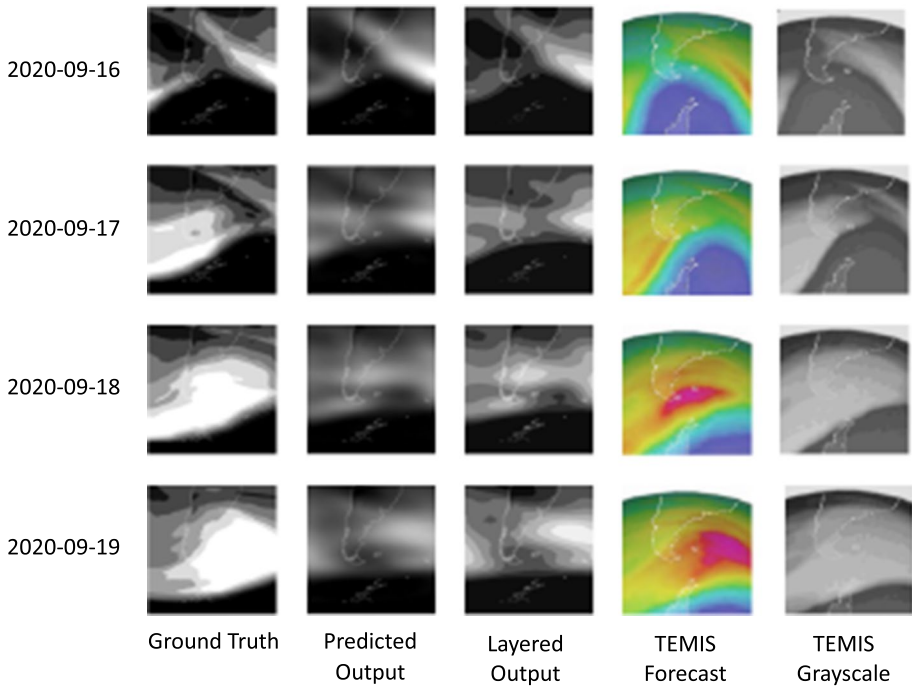 2020-09-16
2020-09-17
2020-09-18
2020-09-19
Ground Truth
Predicted
Output
Layered
Output
TEMIS
Forecast
TEMIS
Grayscale